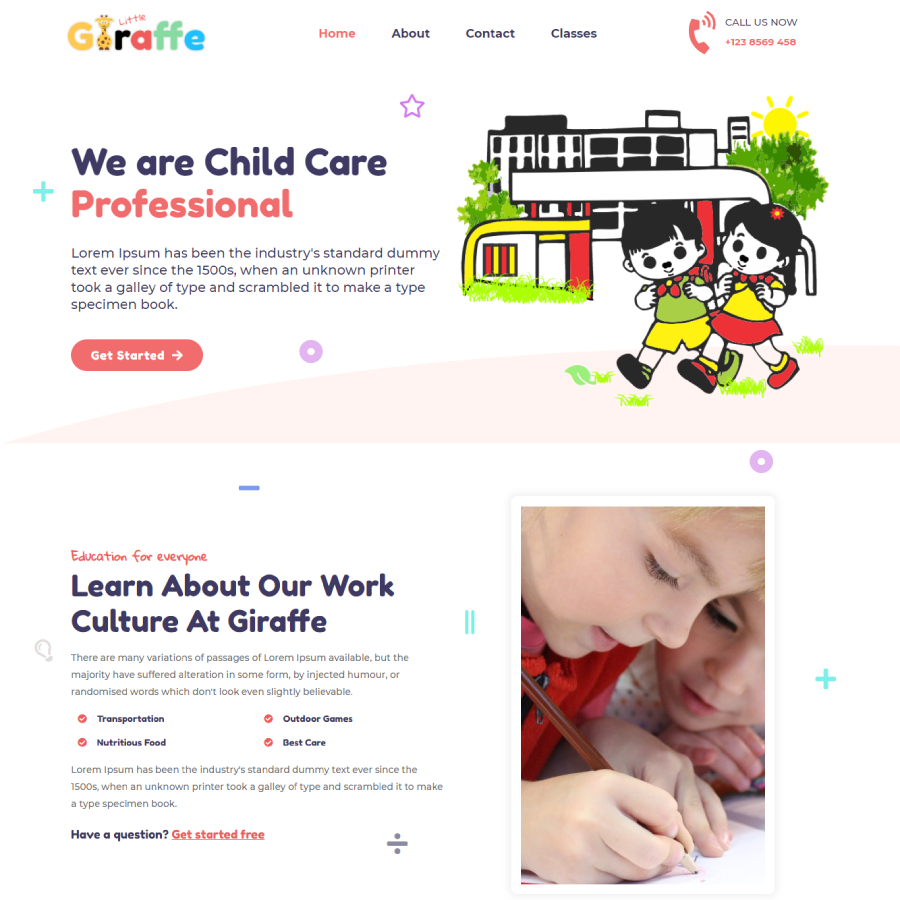 Little
Giraffe
Home
About
Contact
Classes
CALL US NOW
+123 8569 458
We are Child Care
Professional
Lorem Ipsum has been the industry's standard dummy
text ever since the 1500s, when an unknown printer
took a galley of type and scrambled it to make a type
specimen book.
Get Started
Education for everyone
Learn About Our Work
Culture At Giraffe
There are many variations of passages of Lorem Ipsum available, but the
majority have suffered alteration in some form, by injected humour, or
randomised words which don't look even slightly believable.
Transportation
Outdoor Games
Nutritious Food
Best Care
Lorem Ipsum has been the industry's standard dummy text ever since the
1500s, when an unknown printer took a galley of type and scrambled it to make
a type specimen book.
Have a question? Get started free